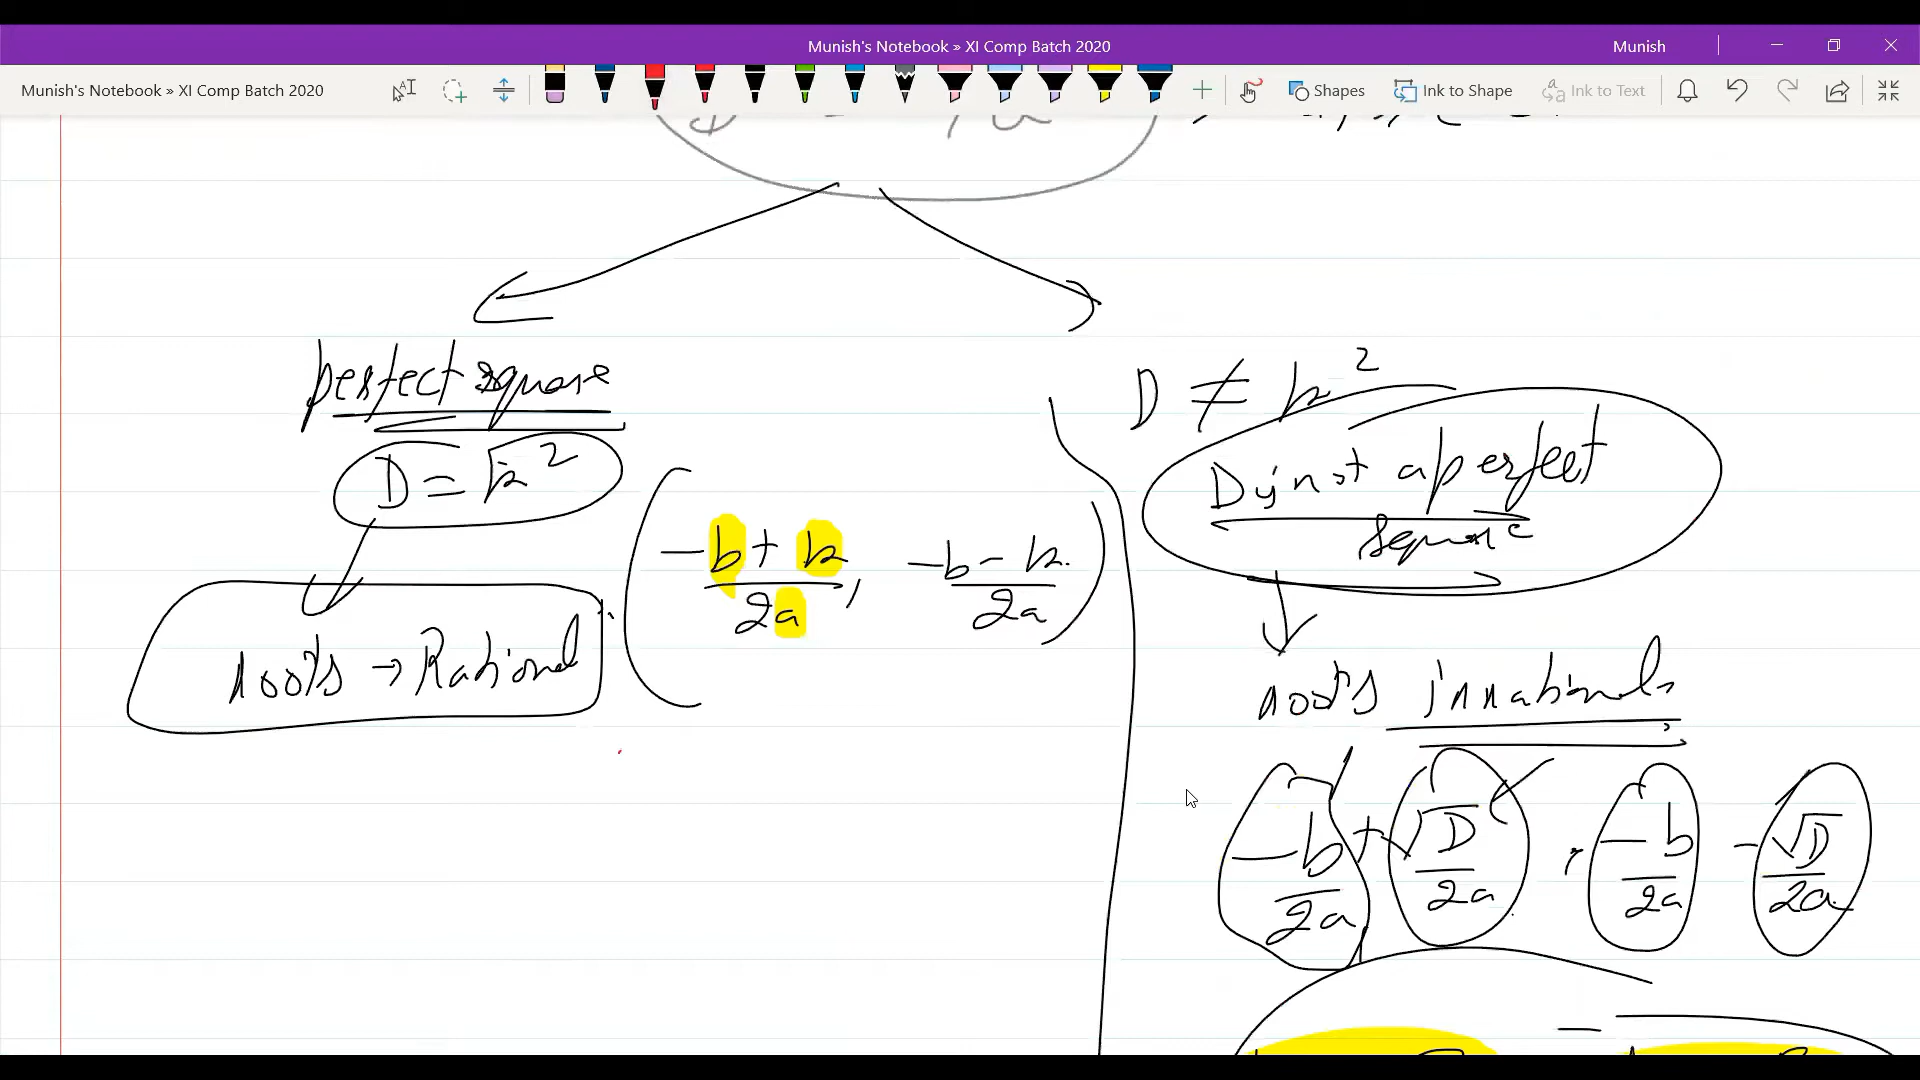 Munish's Notebook » XI Comp Batch 2020
Munish
Munish's Notebook » XI Comp Batch 2020
Shapes
Ink to Shape
Ink to Text
perfect square
D = k²
roots → Rational
(-b + k / 2a, -b - k / 2a)
D ≠ k²
D is not a perfect
square
roots irrational
-b/2a + √D/2a, -b/2a - √D/2a